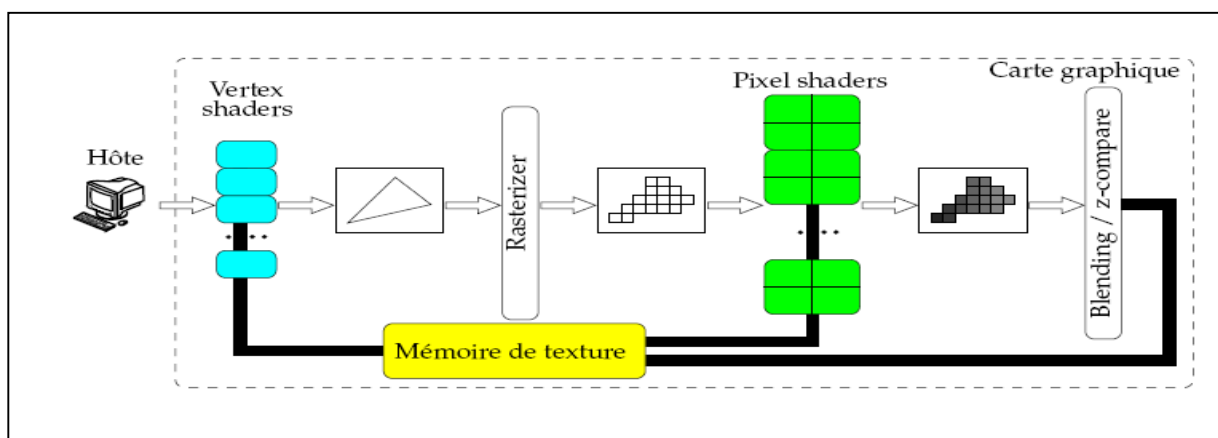 Carte graphique
Pixel shaders
Vertex
shaders
Hôte
Rasterizer
Blending / z-compare
Mémoire de texture